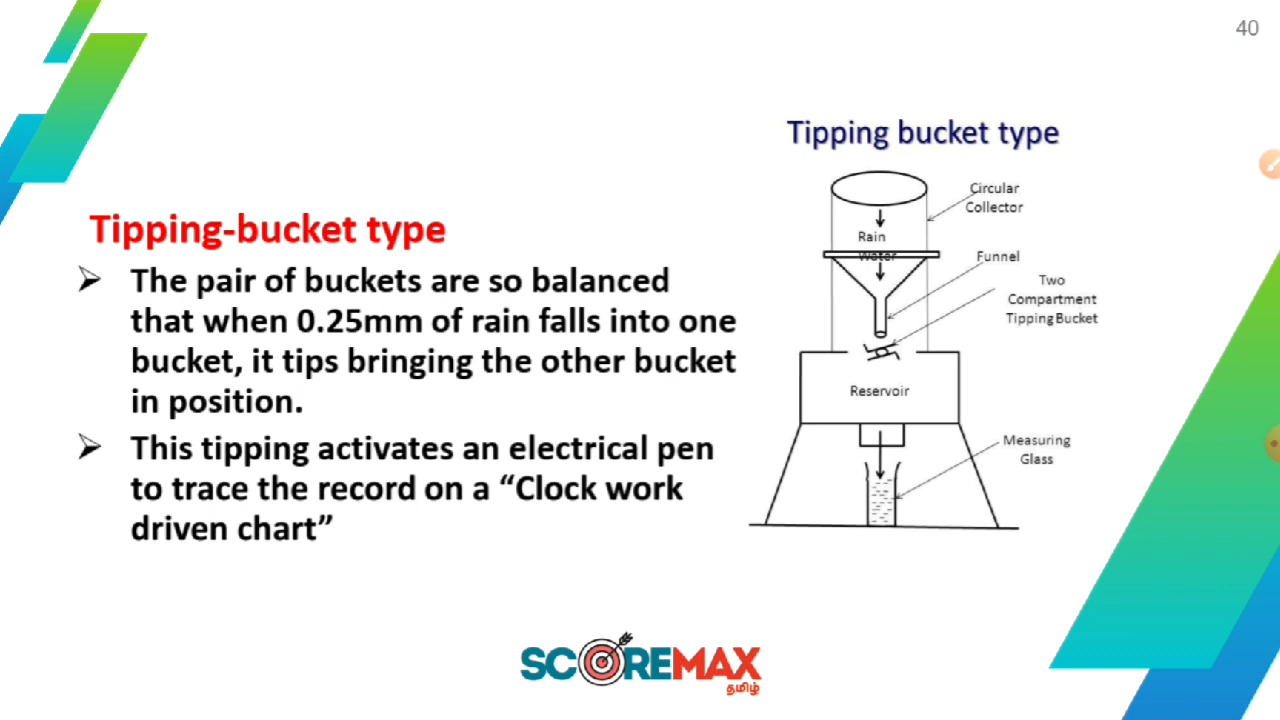 40
Tipping-bucket type
The pair of buckets are so balanced
that when 0.25mm of rain falls into one
bucket, it tips bringing the other bucket
in position.
This tipping activates an electrical pen
to trace the record on a “Clock work
driven chart”
Tipping bucket type
Circular
Collector
Rain
Water
Funnel
Two
Compartment
Tipping Bucket
Reservoir
Measuring
Glass
SCOREMAX
தமிழ்